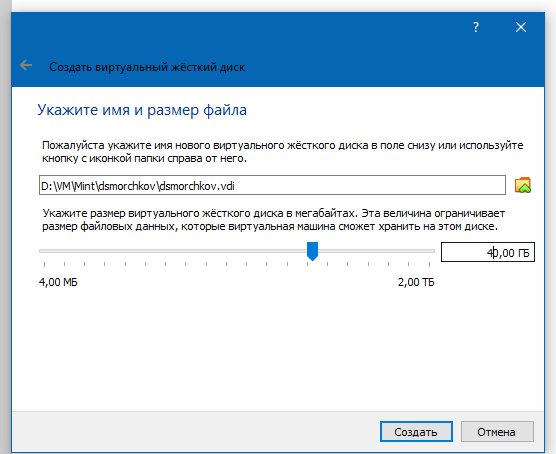 ?
Создать виртуальный жёсткий диск
Укажите имя и размер файла
Пожалуйста укажите имя нового виртуального жёсткого диска в поле снизу или используйте
кнопку с иконкой папки справа от него.
D:\VM\Mint\dsmorchkov\dsmorchkov.vdi
Укажите размер виртуального жёсткого диска в мегабайтах. Эта величина ограничивает
размер файловых данных, которые виртуальная машина сможет хранить на этом диске.
40,00 ГБ
4,00 МБ 2,00 ТБ
Создать Отмена